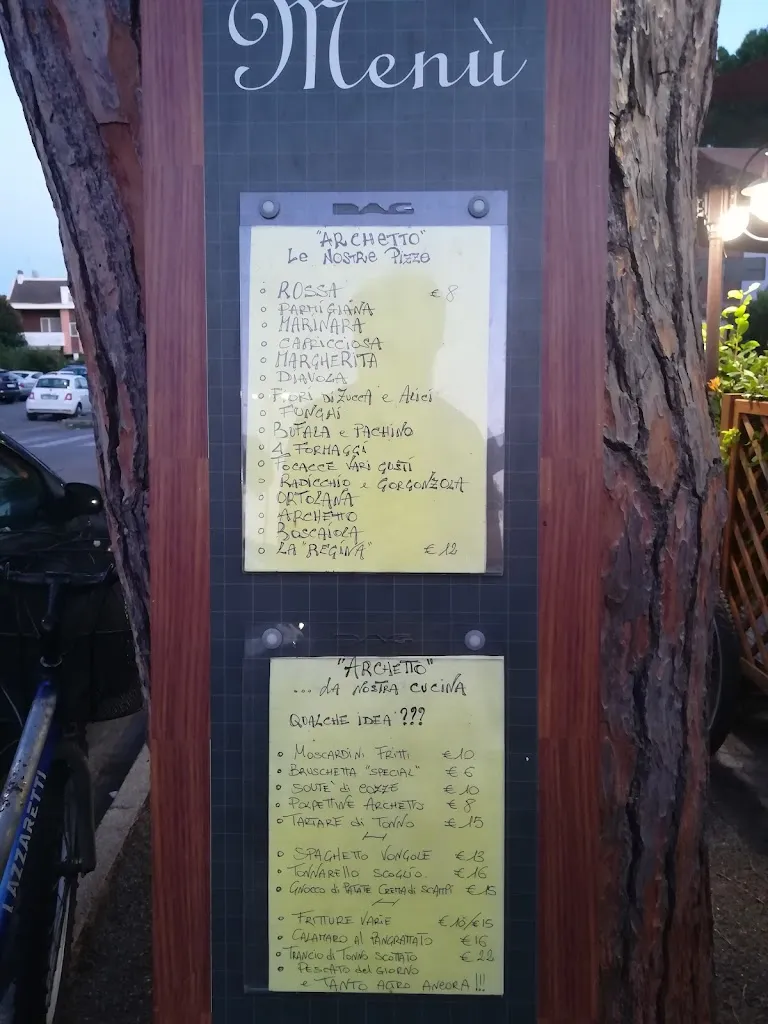 Menù
DAG
"ARCHETTO"
Le NOSTRE Pizze
ROSSA €8
PARMIGIANA
MARINARA
CAPRICCIOSA
MARGHERITA
DIAVOLA
FIORI di ZUCCA e ALICI
FUNGHI
BUFALA e PACHINO
4 FORMAGGI
FOCACCE VARI GUSTI
RADICCHIO e GORGONZOLA
ORTOLANA
ARCHETTO
BOSCAIOLA
LA "REGINA" €12
DAG
"ARCHETTO"
... LA NOSTRA CUCINA
QUALCHE IDEA ???
MOSCARDINI FRITTI €10
BRUSCHETTA "SPECIAL" €6
SOUTÈ di COZZE €10
POLPETTINE ARCHETTO €8
TARTARE di TONNO €15
SPAGHETTO VONGOLE €13
TONNARELLO SCOGLIO €16
GNOCCO di PATATE CREMA di SCAMPI €15
FRITTURE VARIE
CALAMARO al PANGRATTATO €16
TRANCIO di TONNO SCOTTATO €22
PESCATO del GIORNO
e TANTO ALTRO ANCORA!!!
LAZZARETTI